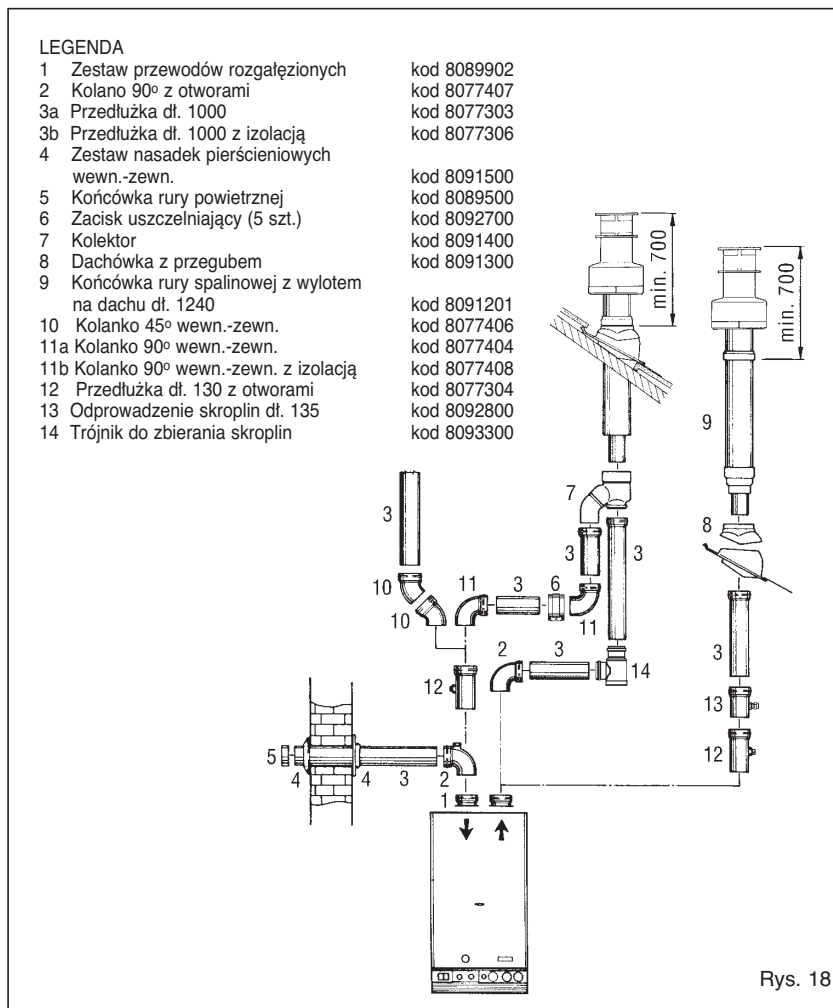 LEGENDA
1 Zestaw przewodów rozgałęzionych kod 8089902
2 Kolano 90º z otworami kod 8077407
3a Przedłużka dł. 1000 kod 8077303
3b Przedłużka dł. 1000 z izolacją kod 8077306
4 Zestaw nasadek pierścieniowych
wewn.-zewn. kod 8091500
5 Końcówka rury powietrznej kod 8089500
6 Zacisk uszczelniający (5 szt.) kod 8092700
7 Kolektor kod 8091400
8 Dachówka z przegubem kod 8091300
9 Końcówka rury spalinowej z wylotem
na dachu dł. 1240 kod 8091201
10 Kolanko 45º wewn.-zewn. kod 8077406
11a Kolanko 90º wewn.-zewn. kod 8077404
11b Kolanko 90º wewn.-zewn. z izolacją kod 8077408
12 Przedłużka dł. 130 z otworami kod 8077304
13 Odprowadzenie skroplin dł. 135 kod 8092800
14 Trójnik do zbierania skroplin kod 8093300
min. 700
min. 700
9
7
3
8
3
3
10
11
3
6
10
11
2
3
3
14
12
13
12
5
4
4
3
2
1
Rys. 18